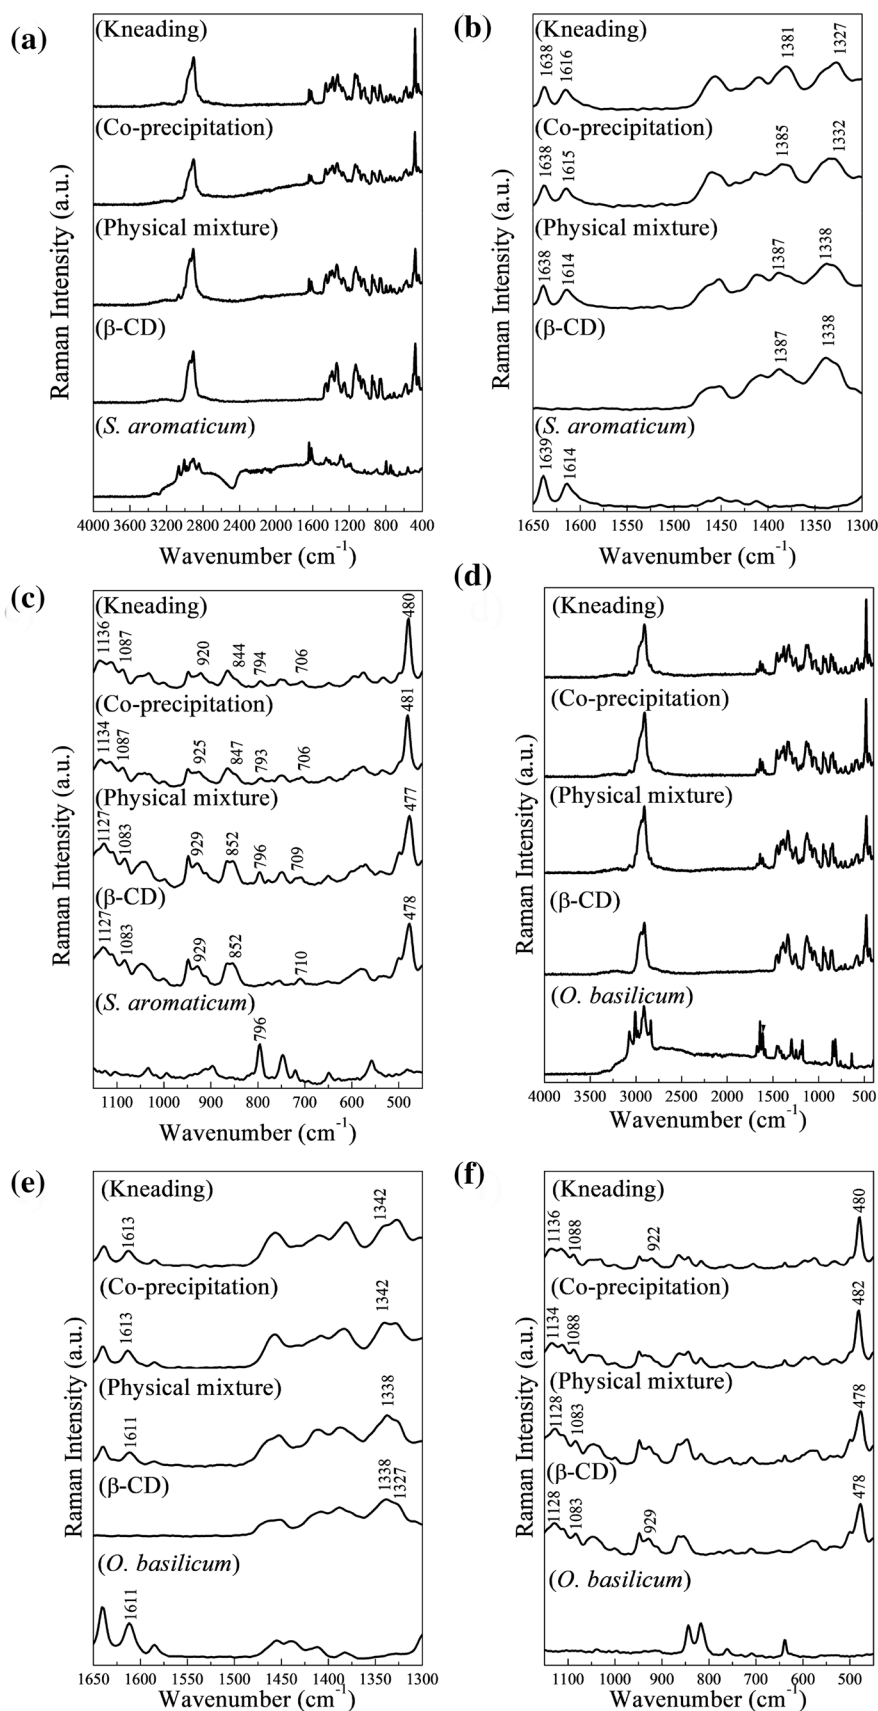 (a)
Raman Intensity (a.u.)
(Kneading)
(Co-precipitation)
(Physical mixture)
(β-CD)
(S. aromaticum)
4000 3600 3200 2800 2400 2000 1600 1200 800 400
Wavenumber (cm-1)
(b)
Raman Intensity (a.u.)
(Kneading)
1638 1616 1381 1327
(Co-precipitation)
1638 1615 1385 1332
(Physical mixture)
1638 1614 1387 1338
(β-CD)
1387 1338
(S. aromaticum)
1639 1614
1650 1600 1550 1500 1450 1400 1350 1300
Wavenumber (cm-1)
(c)
Raman Intensity (a.u.)
(Kneading)
1136 1087 920 844 794 706 480
(Co-precipitation)
1134 1087 925 847 793 706 481
(Physical mixture)
1127 1083 929 852 796 709 477
(β-CD)
1127 1083 929 852 710 478
(S. aromaticum)
796
1100 1000 900 800 700 600 500
Wavenumber (cm-1)
(d)
Raman Intensity (a.u.)
(Kneading)
(Co-precipitation)
(Physical mixture)
(β-CD)
(O. basilicum)
4000 3500 3000 2500 2000 1500 1000 500
Wavenumber (cm-1)
(e)
Raman Intensity (a.u.)
(Kneading)
1613 1342
(Co-precipitation)
1613 1342
(Physical mixture)
1611 1338
(β-CD)
1338 1327
(O. basilicum)
1611
1650 1600 1550 1500 1450 1400 1350 1300
Wavenumber (cm-1)
(f)
Raman Intensity (a.u.)
(Kneading)
1136 1088 922 480
(Co-precipitation)
1134 1088 482
(Physical mixture)
1128 1083 478
(β-CD)
1128 1083 929 478
(O. basilicum)
1100 1000 900 800 700 600 500
Wavenumber (cm-1)